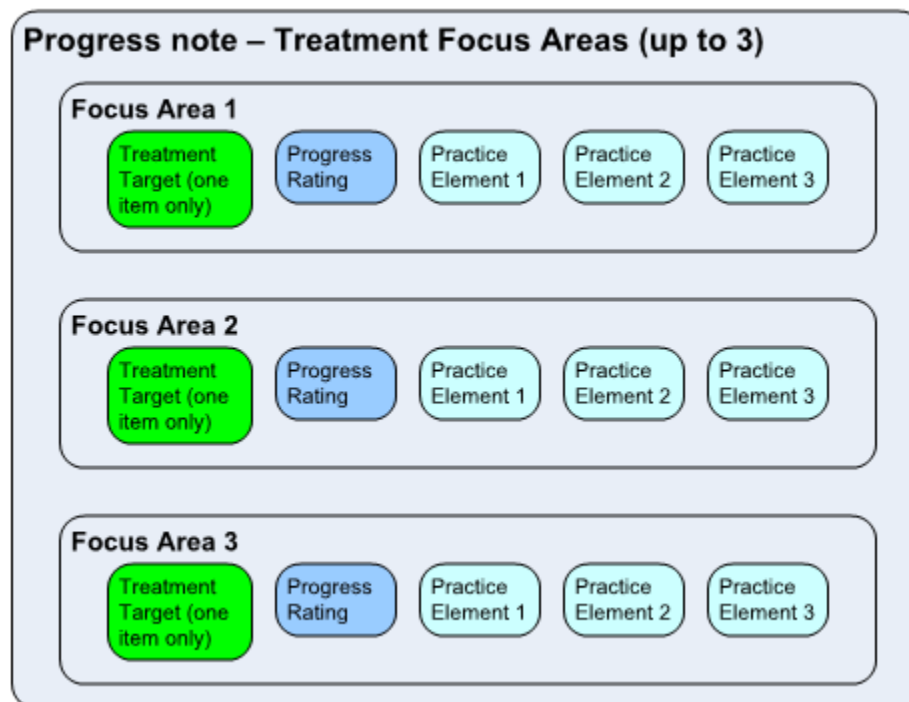 Progress note – Treatment Focus Areas (up to 3)
Focus Area 1
Treatment
Target (one
item only)
Progress
Rating
Practice
Element 1
Practice
Element 2
Practice
Element 3
Focus Area 2
Treatment
Target (one
item only)
Progress
Rating
Practice
Element 1
Practice
Element 2
Practice
Element 3
Focus Area 3
Treatment
Target (one
item only)
Progress
Rating
Practice
Element 1
Practice
Element 2
Practice
Element 3